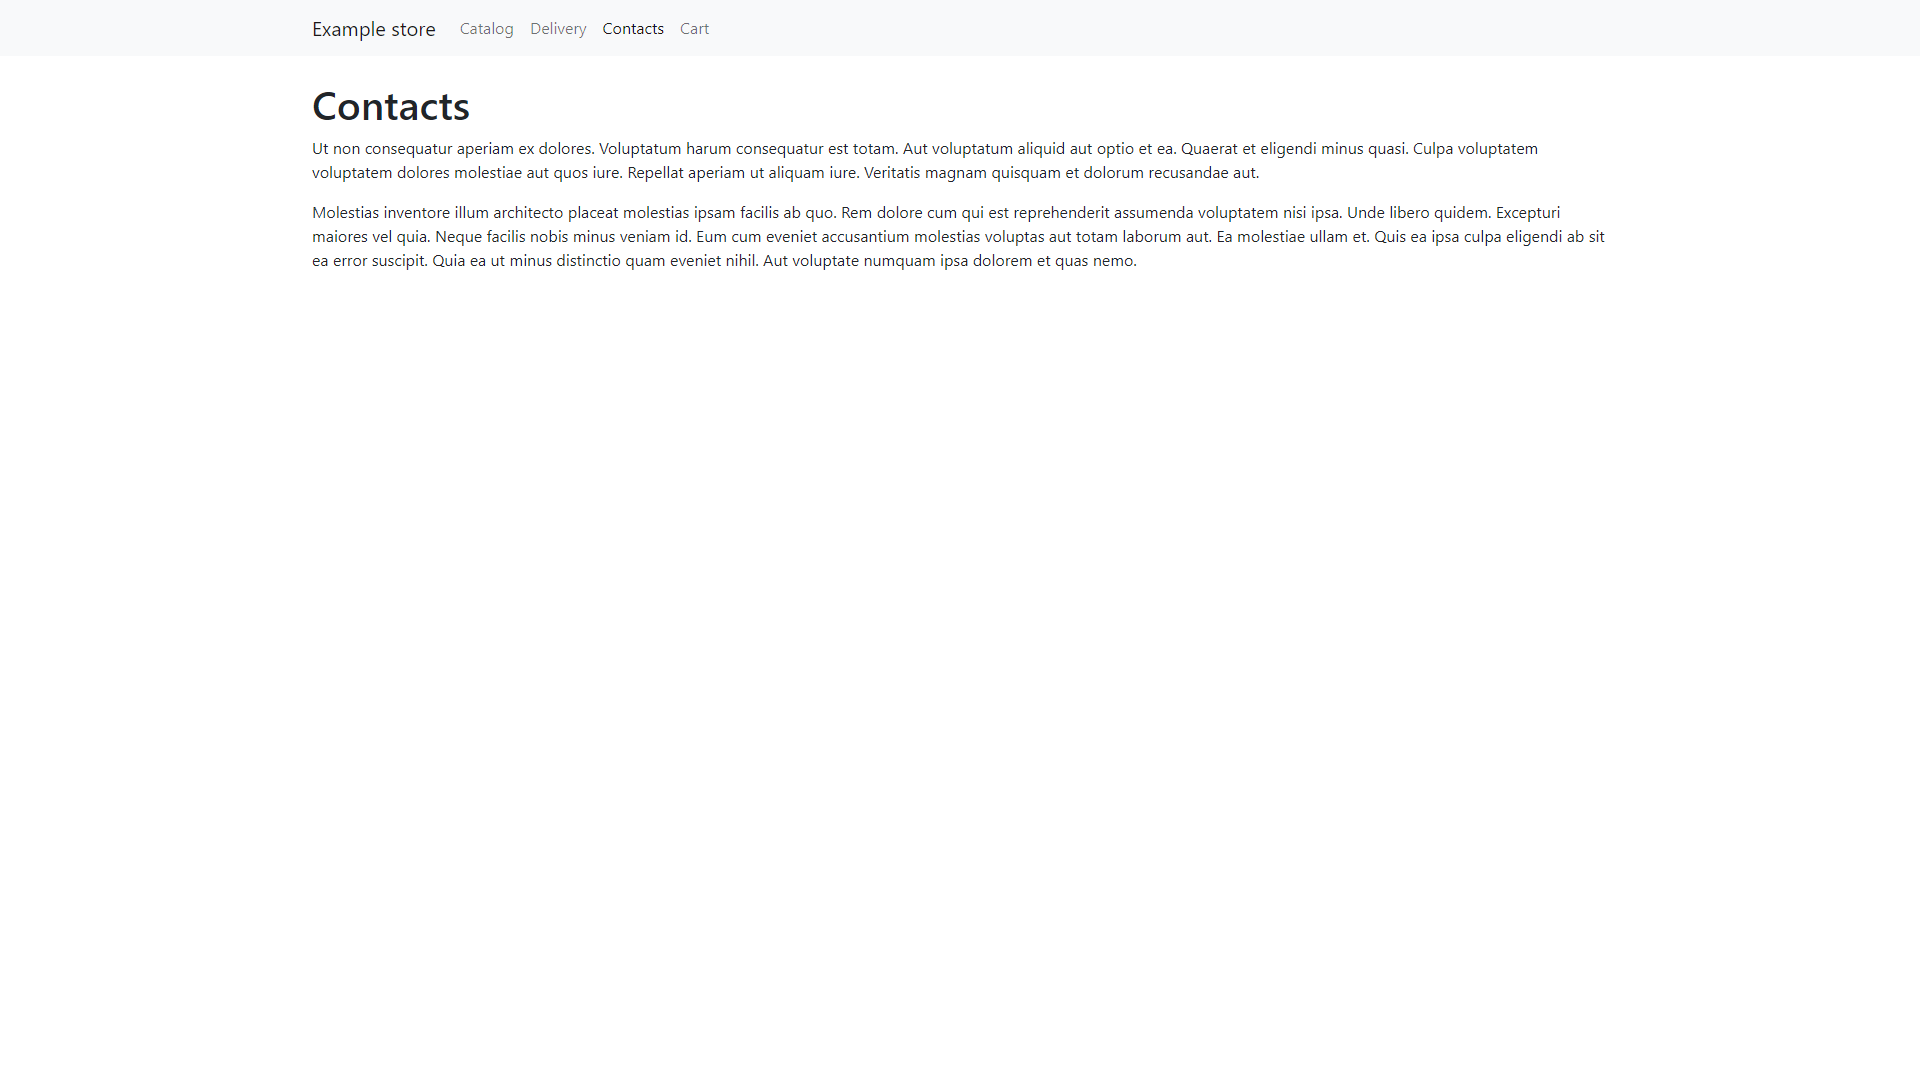 Example store Catalog Delivery Contacts Cart
Contacts
Ut non consequatur aperiam ex dolores. Voluptatum harum consequatur est totam. Aut voluptatum aliquid aut optio et ea. Quaerat et eligendi minus quasi. Culpa voluptatem
voluptatem dolores molestiae aut quos iure. Repellat aperiam ut aliquam iure. Veritatis magnam quisquam et dolorum recusandae aut.
Molestias inventore illum architecto placeat molestias ipsam facilis ab quo. Rem dolore cum qui est reprehenderit assumenda voluptatem nisi ipsa. Unde libero quidem. Excepturi
maiores vel quia. Neque facilis nobis minus veniam id. Eum cum eveniet accusantium molestias voluptas aut totam laborum aut. Ea molestiae ullam et. Quis ea ipsa culpa eligendi ab sit
ea error suscipit. Quia ea ut minus distinctio quam eveniet nihil. Aut voluptate numquam ipsa dolorem et quas nemo.